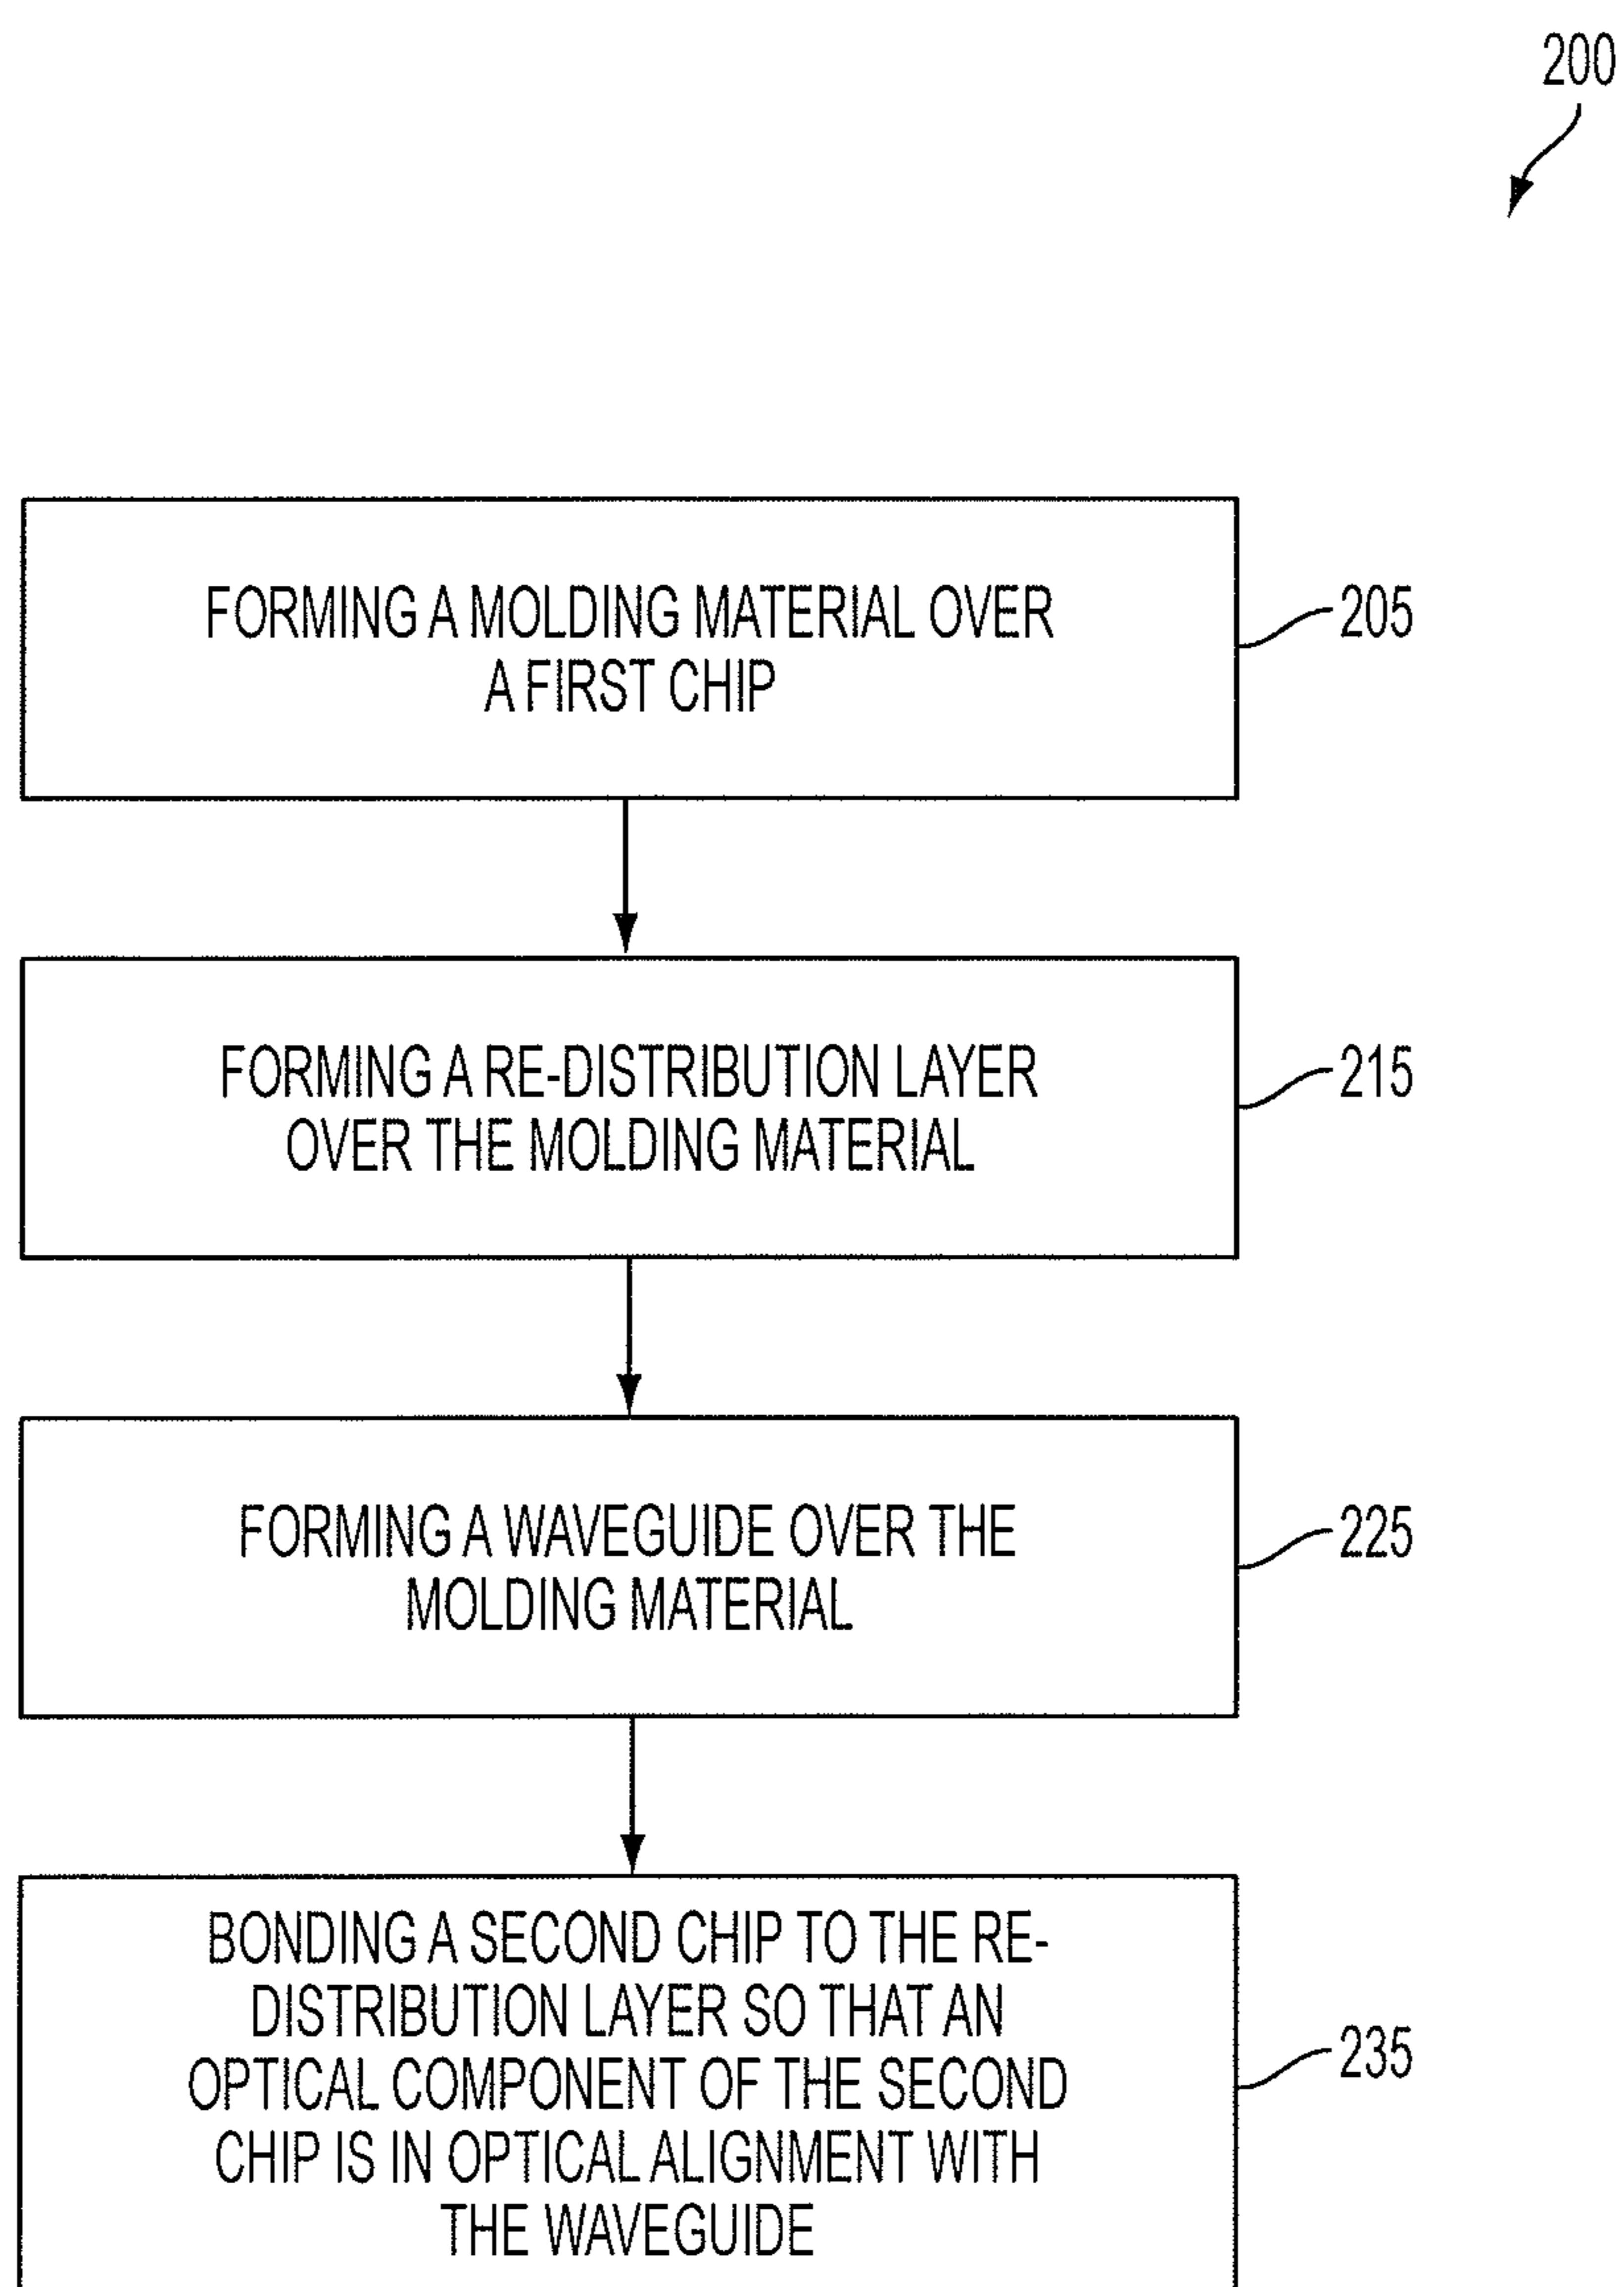 200
FORMING A MOLDING MATERIAL OVER
A FIRST CHIP
205
FORMING A RE-DISTRIBUTION LAYER
OVER THE MOLDING MATERIAL
215
FORMING A WAVEGUIDE OVER THE
MOLDING MATERIAL
225
BONDING A SECOND CHIP TO THE RE-
DISTRIBUTION LAYER SO THAT AN
OPTICAL COMPONENT OF THE SECOND
CHIP IS IN OPTICAL ALIGNMENT WITH
THE WAVEGUIDE
235